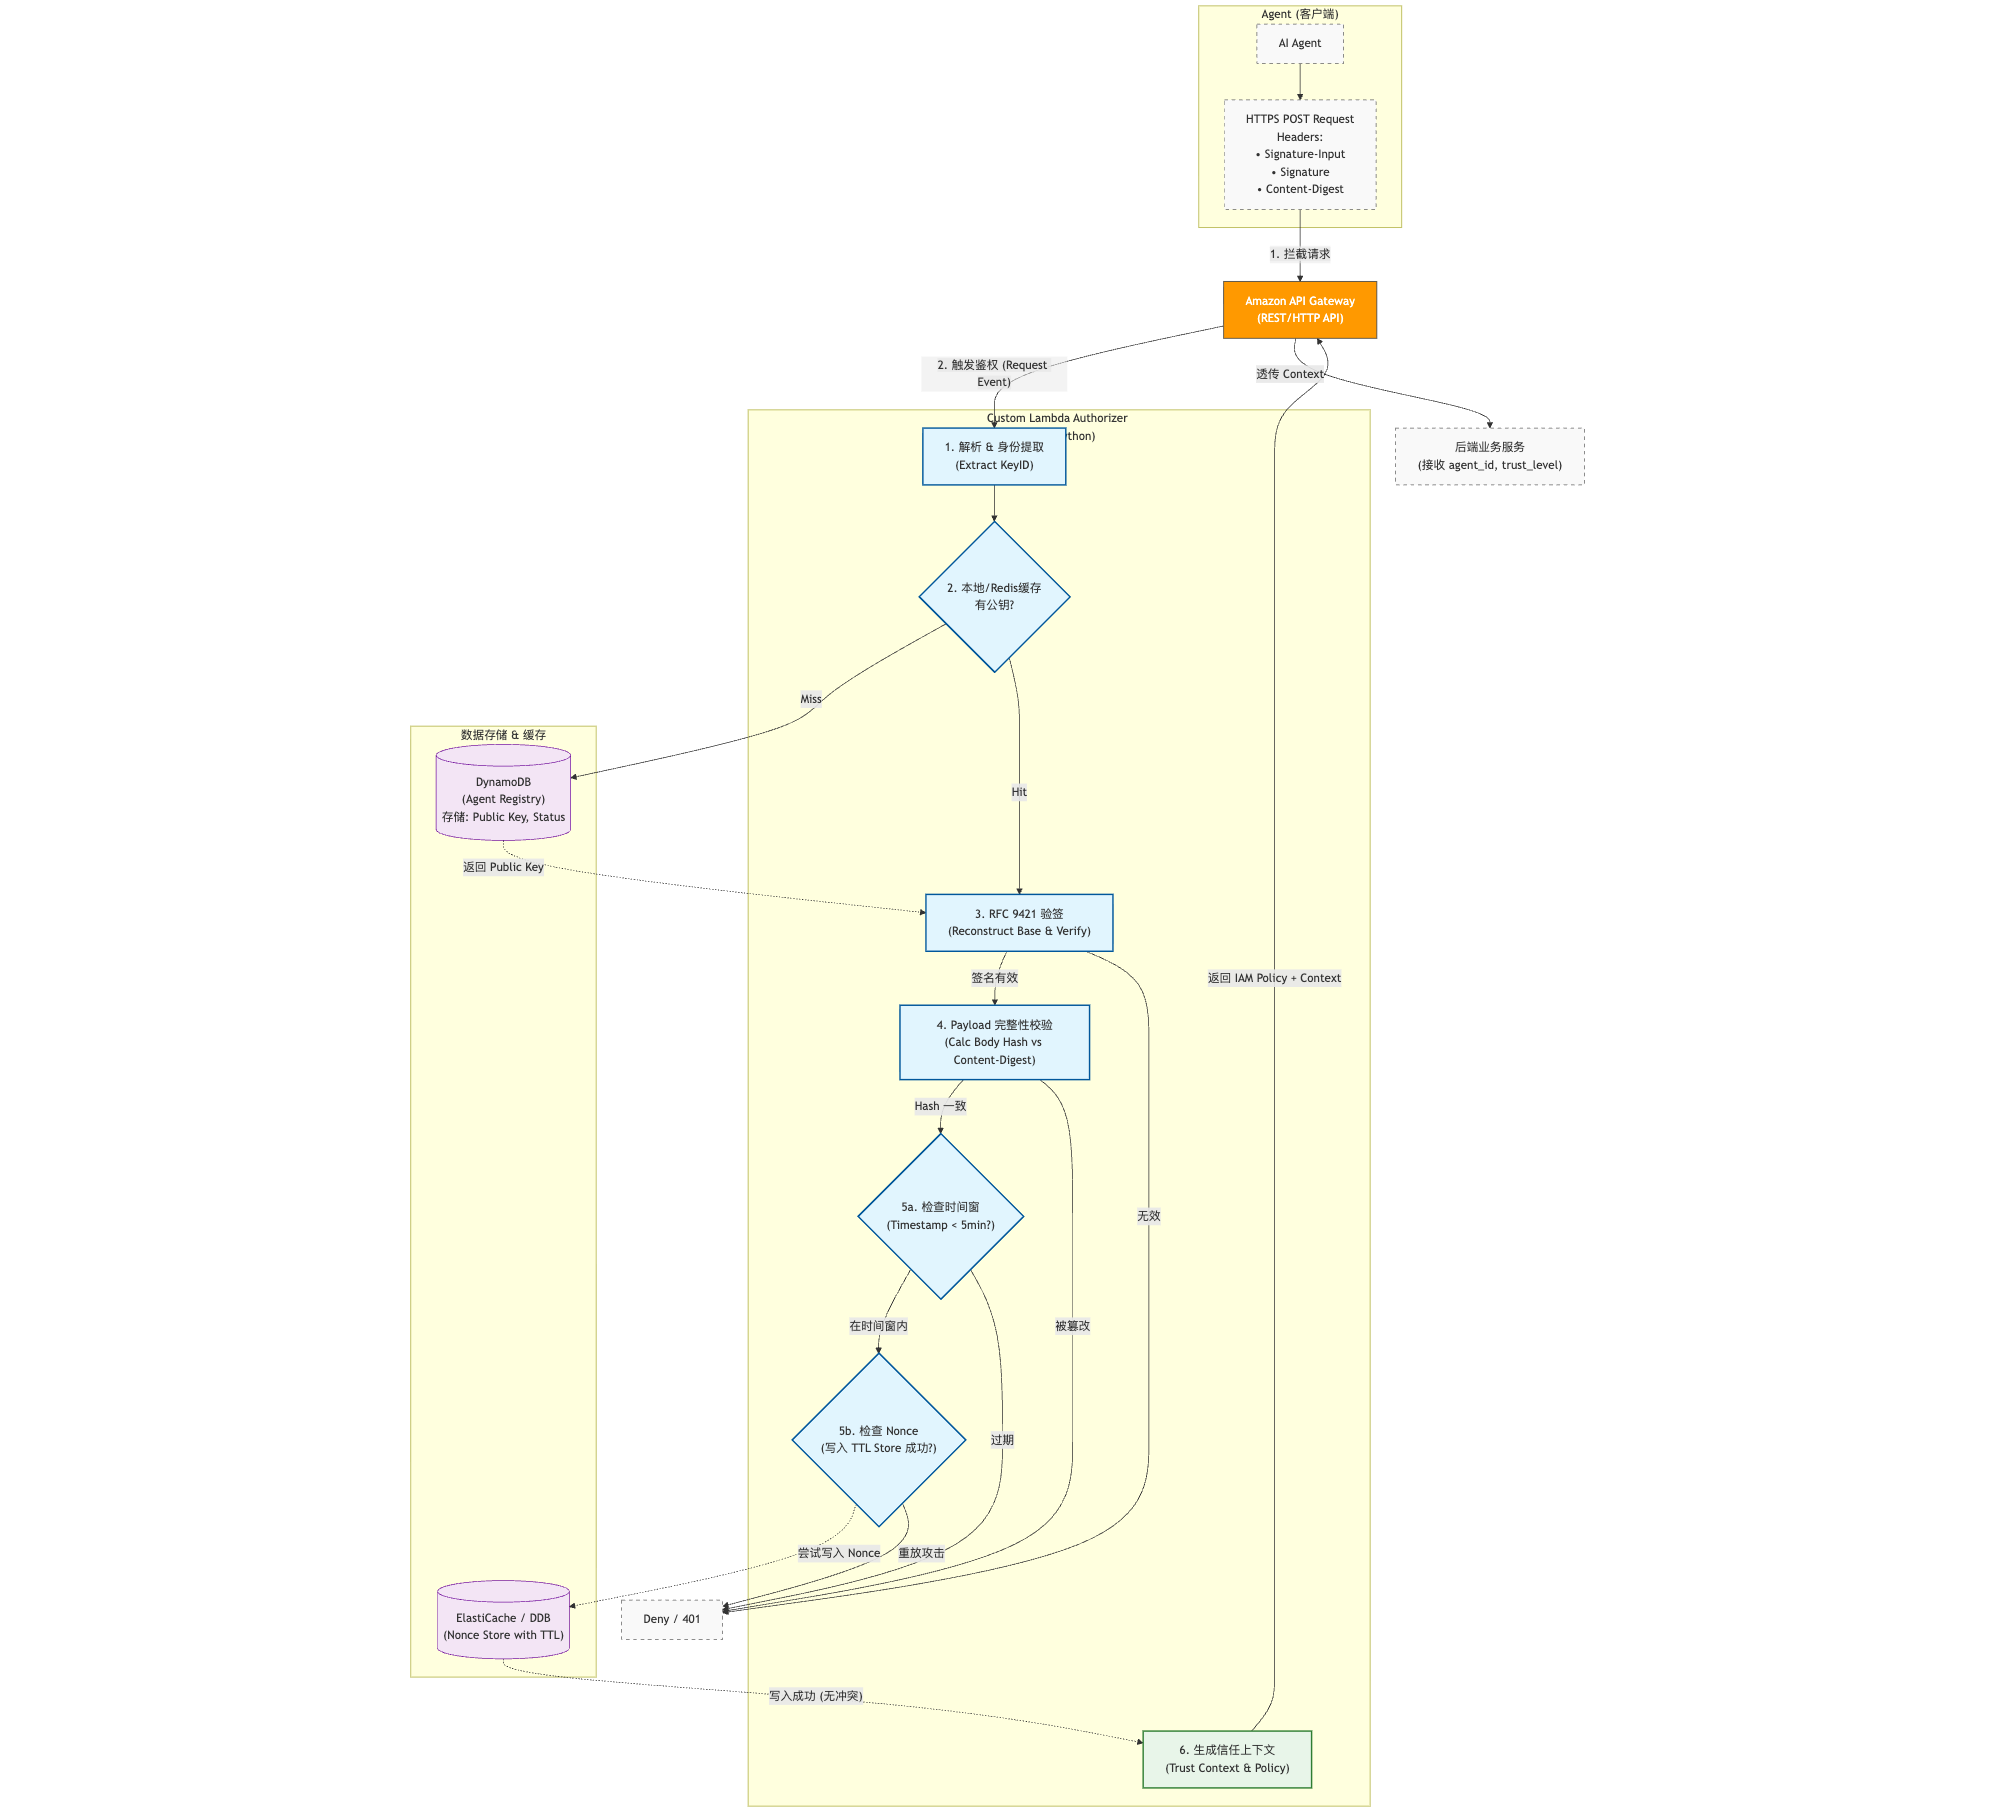 Agent (客户端)
AI Agent
HTTPS POST Request
Headers:
• Signature-Input
• Signature
• Content-Digest
1. 拦截请求
Amazon API Gateway
(REST/HTTP API)
2. 触发鉴权 (Request
Event)
透传 Context
后端业务服务
(接收 agent_id, trust_level)
Custom Lambda Authorizer
1. 解析 & 身份提取
(Extract KeyID)
2. 本地/Redis缓存
有公钥?
Miss
Hit
数据存储 & 缓存
DynamoDB
(Agent Registry)
存储: Public Key, Status
返回 Public Key
3. RFC 9421 验签
(Reconstruct Base & Verify)
签名有效
返回 IAM Policy + Context
4. Payload 完整性校验
(Calc Body Hash vs
Content-Digest)
Hash 一致
5a. 检查时间窗
(Timestamp < 5min?)
无效
在时间窗内
被篡改
5b. 检查 Nonce
(写入 TTL Store 成功?)
过期
尝试写入 Nonce
重放攻击
ElastiCache / DDB
(Nonce Store with TTL)
Deny / 401
写入成功 (无冲突)
6. 生成信任上下文
(Trust Context & Policy)